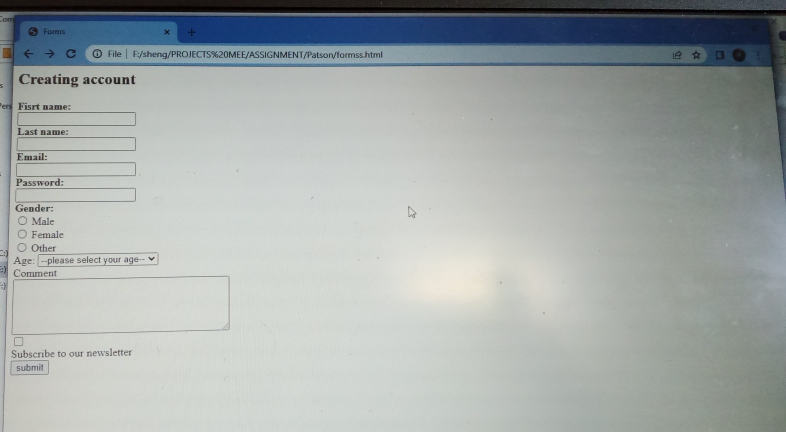 Forms
File | F:/sheng/PROJECTS%20MEE/ASSIGNMENT/Patson/formss.html
Creating account
Fisrt name:
Last name:
Email:
Password:
Gender:
Male
Female
Other
Age: --please select your age--
Comment
Subscribe to our newsletter
submit